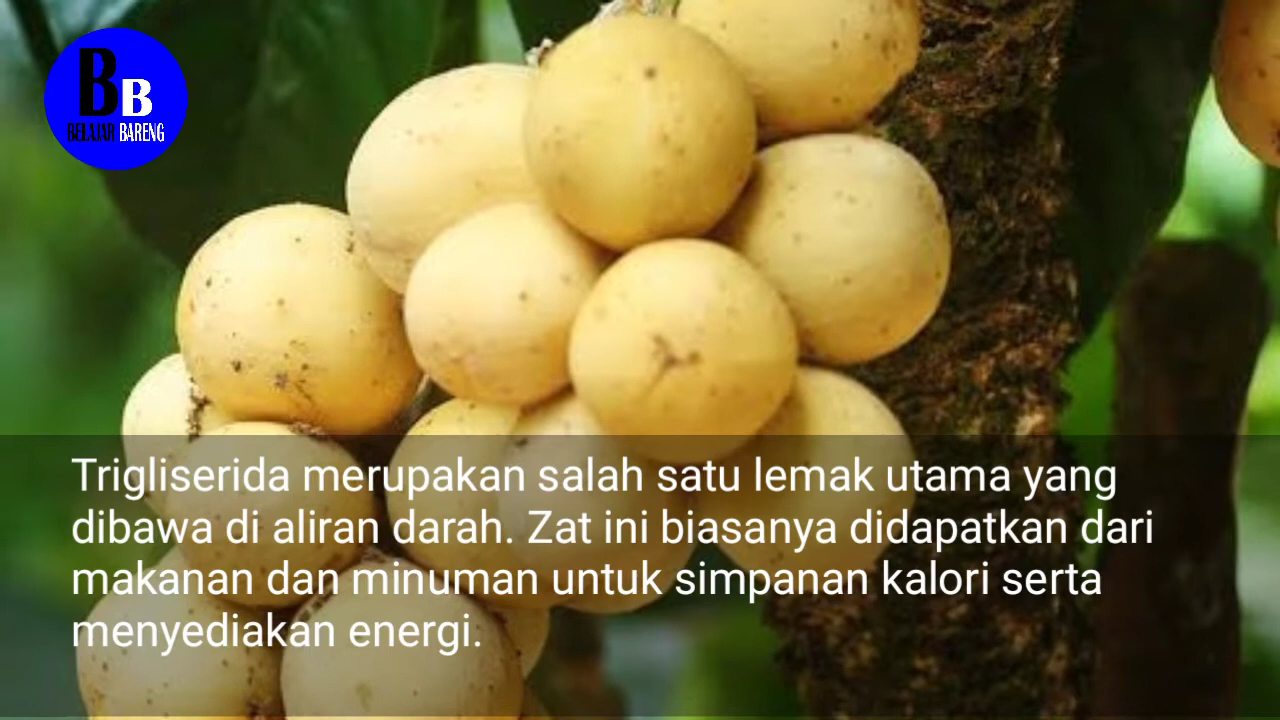 BB
BELAJAR BARENG
Trigliserida merupakan salah satu lemak utama yang
dibawa di aliran darah. Zat ini biasanya didapatkan dari
makanan dan minuman untuk simpanan kalori serta
menyediakan energi.